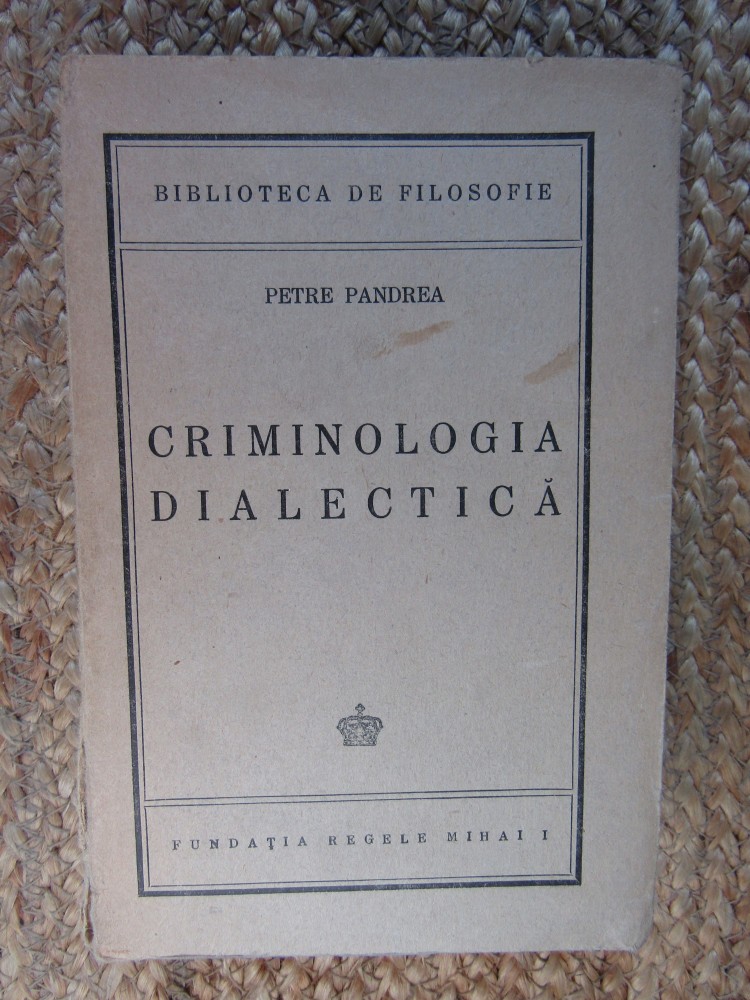 BIBLIOTECA DE FILOSOFIE
PETRE PANDREA
CRIMINOLOGIA
DIALECTICĂ
FUNDAȚIA REGELE MIHAI I